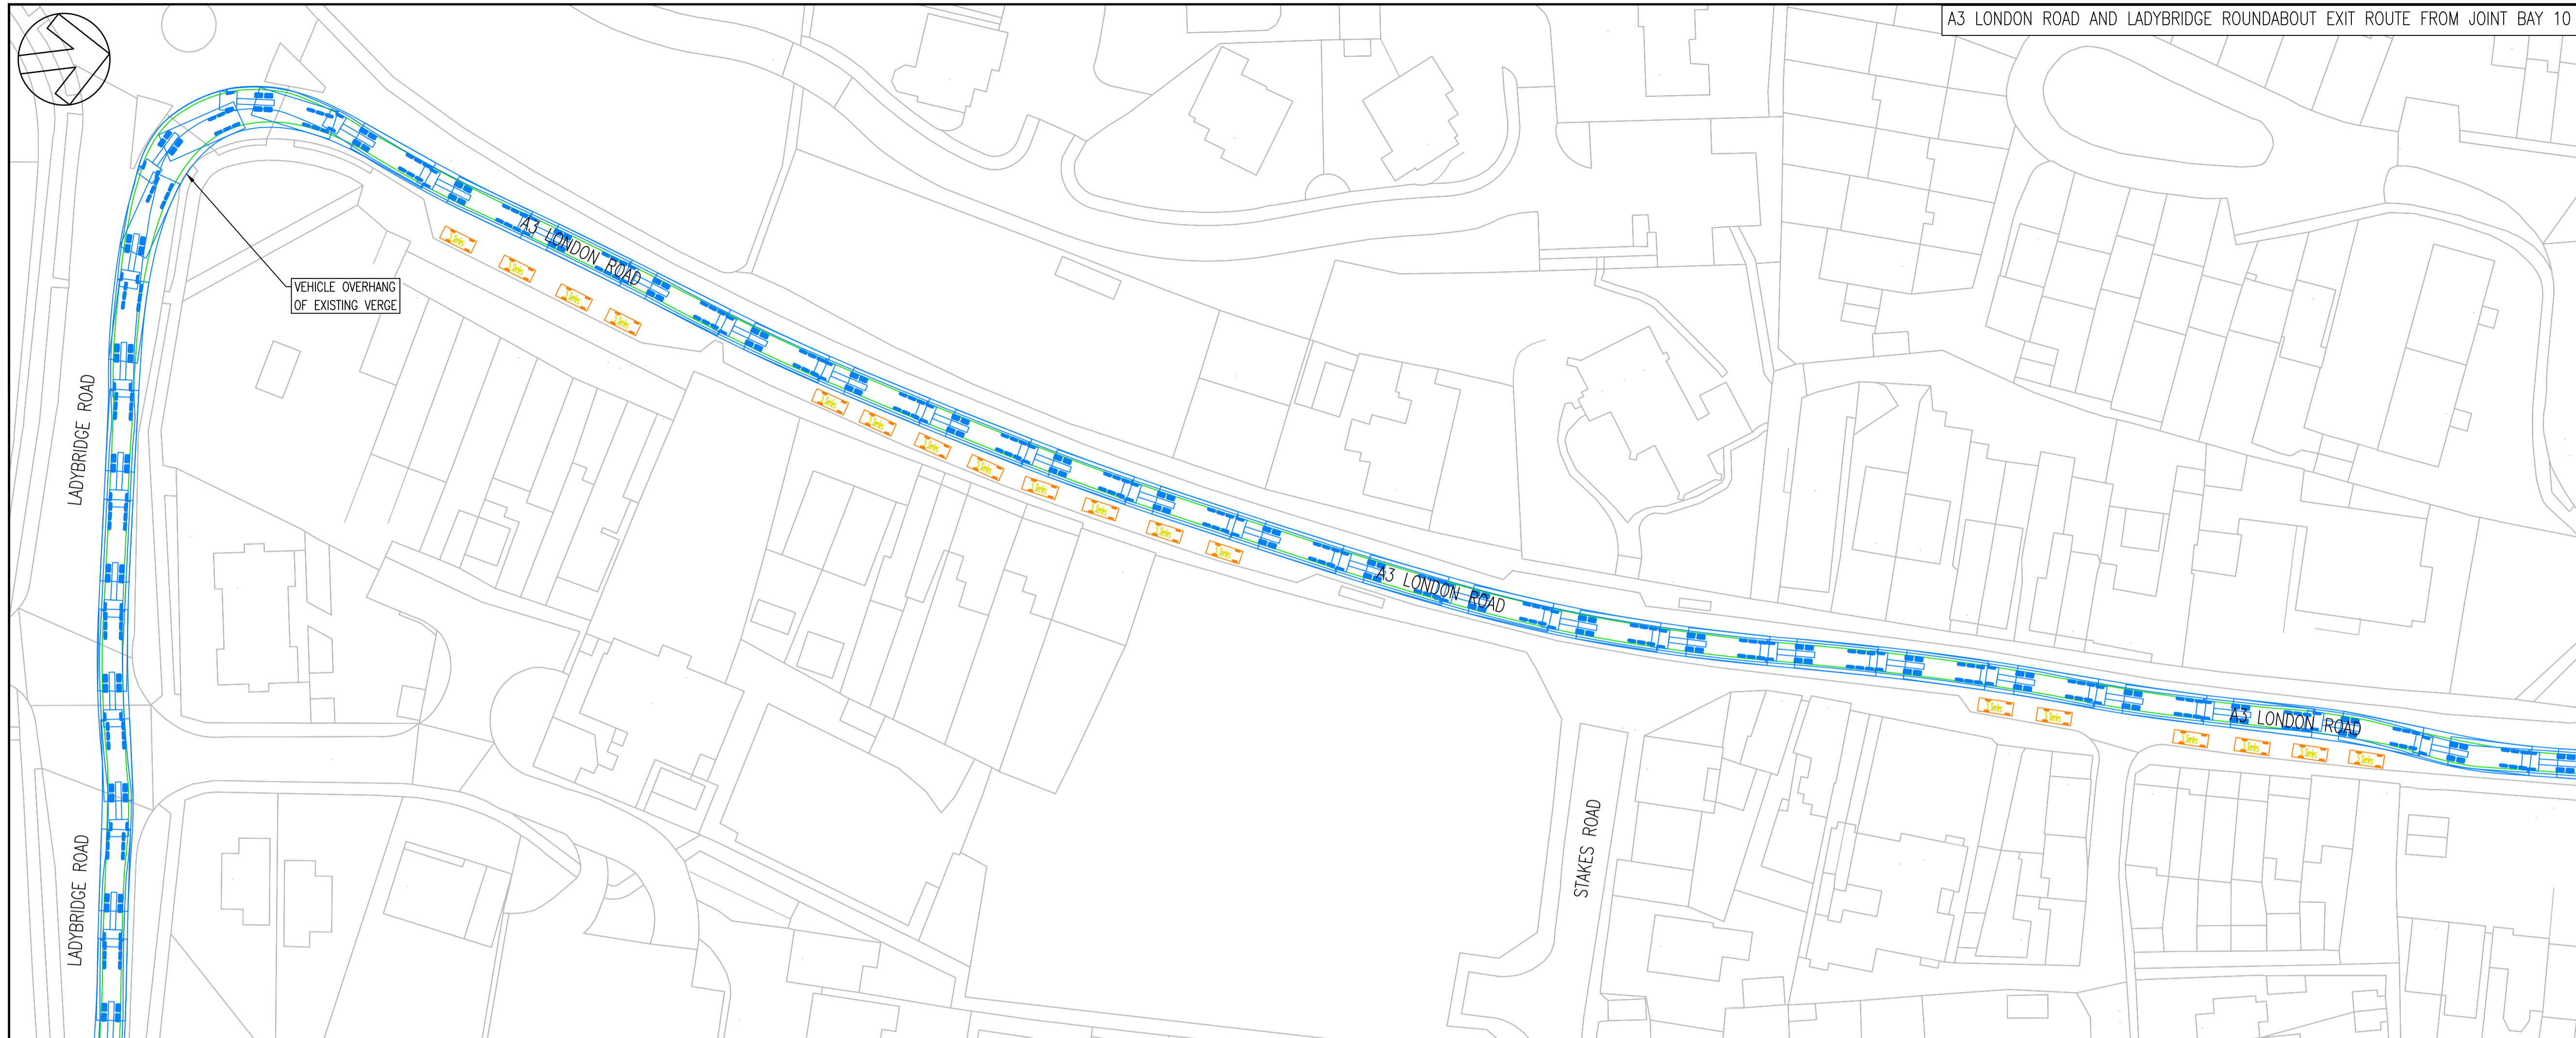 A3 LONDON ROAD AND LADYBRIDGE ROUNDABOUT EXIT ROUTE FROM JOINT BAY 10
A3 LONDON ROAD
VEHICLE OVERHANG
OF EXISTING VERGE
LADYBRIDGE ROAD
A3 LONDON ROAD
A3 LONDON ROAD
STAKES ROAD
LADYBRIDGE ROAD